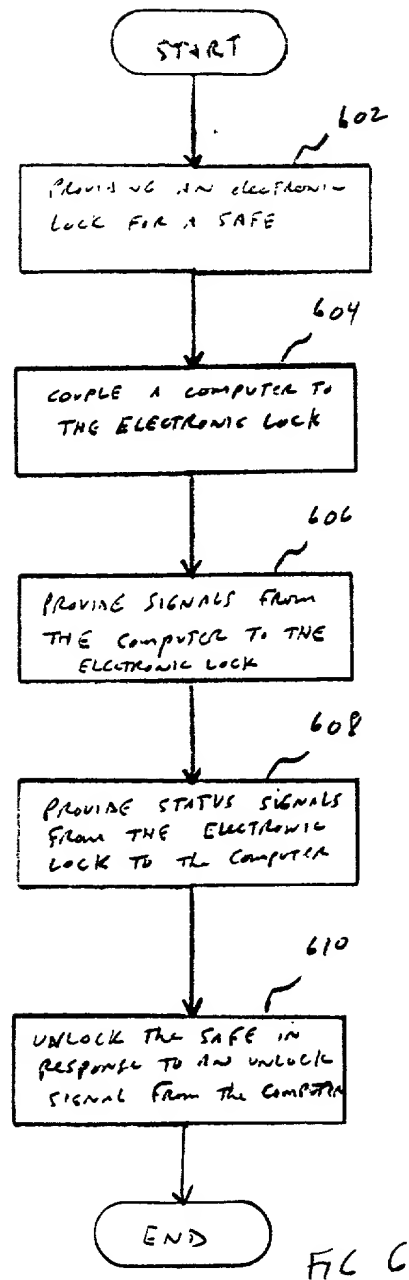 START
602
PROVIDING AN ELECTRONIC
LOCK FOR A SAFE
604
COUPLE A COMPUTER TO
THE ELECTRONIC LOCK
606
PROVIDE SIGNALS FROM
THE COMPUTER TO THE
ELECTRONIC LOCK
608
PROVIDE STATUS SIGNALS
FROM THE ELECTRONIC
LOCK TO THE COMPUTER
610
UNLOCK THE SAFE IN
RESPONSE TO AN UNLOCK
SIGNAL FROM THE COMPUTER
END
FIG 6